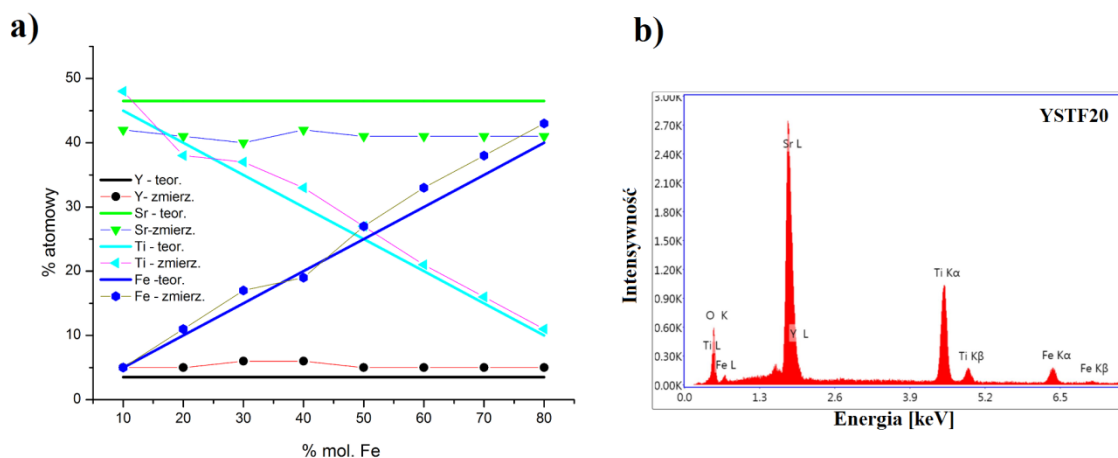 a)
50
40
30
20
10
0
% atomowy
Y - teor.
Y- zmierz.
Sr - teor.
Sr-zmierz.
Ti - teor.
Ti - zmierz.
Fe -teor.
Fe - zmierz.
10 20 30 40 50 60 70 80
% mol. Fe
b)
YSTF20
3.00K
2.70K
2.40K
2.10K
1.80K
1.50K
1.20K
0.90K
0.60K
0.30K
0.00K
Intensywność
Sr L
Y L
O K
Ti L
Fe L
Ti Kα
Ti Kβ
Fe Kα
Fe Kβ
0.0 1.3 2.6 3.9 5.2 6.5
Energia [keV]